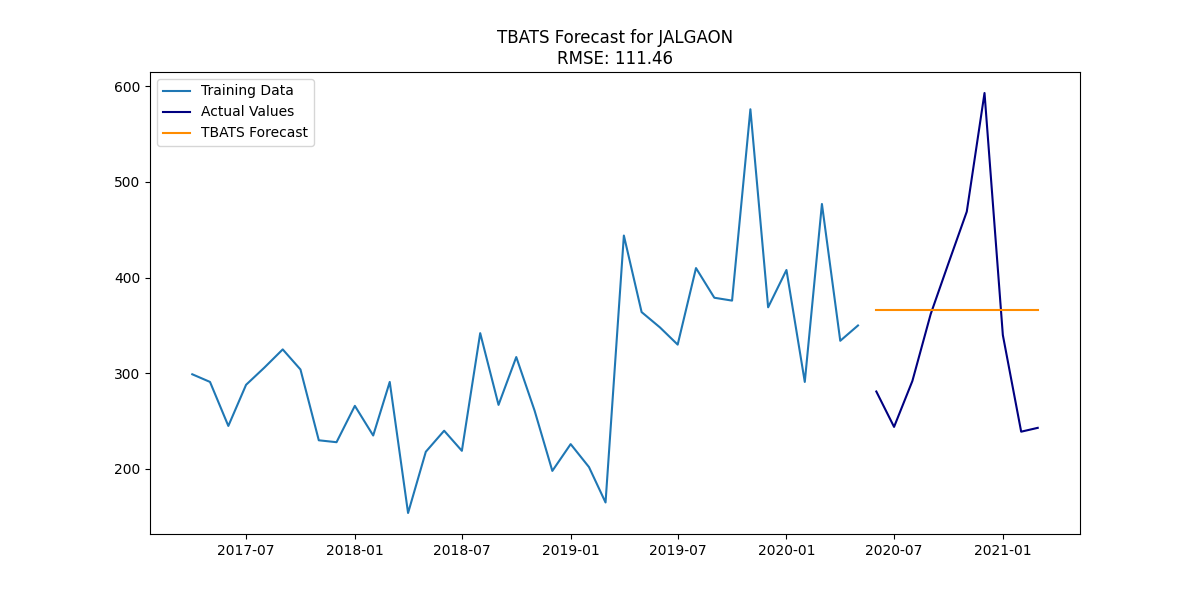 TBATS Forecast for JALGAON
RMSE: 111.46
Training Data
Actual Values
TBATS Forecast
600
500
400
300
200
2017-07
2018-01
2018-07
2019-01
2019-07
2020-01
2020-07
2021-01